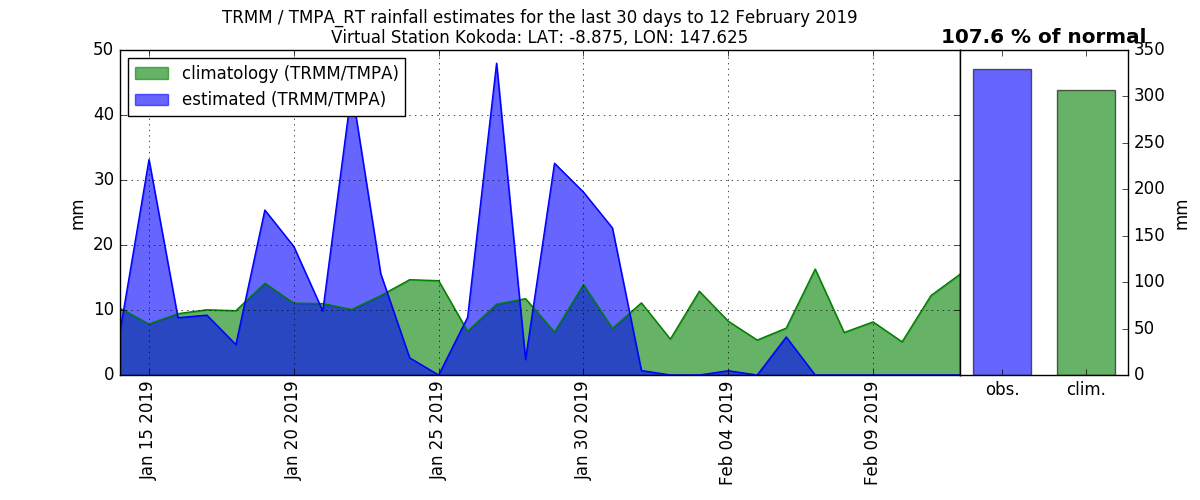 TRMM / TMPA_RT rainfall estimates for the last 30 days to 12 February 2019
Virtual Station Kokoda: LAT: -8.875, LON: 147.625
107.6 % of normal
climatology (TRMM/TMPA)
estimated (TRMM/TMPA)
50
40
30
20
10
0
mm
Jan 15 2019
Jan 20 2019
Jan 25 2019
Jan 30 2019
Feb 04 2019
Feb 09 2019
350
300
250
200
150
100
50
0
mm
obs.
clim.